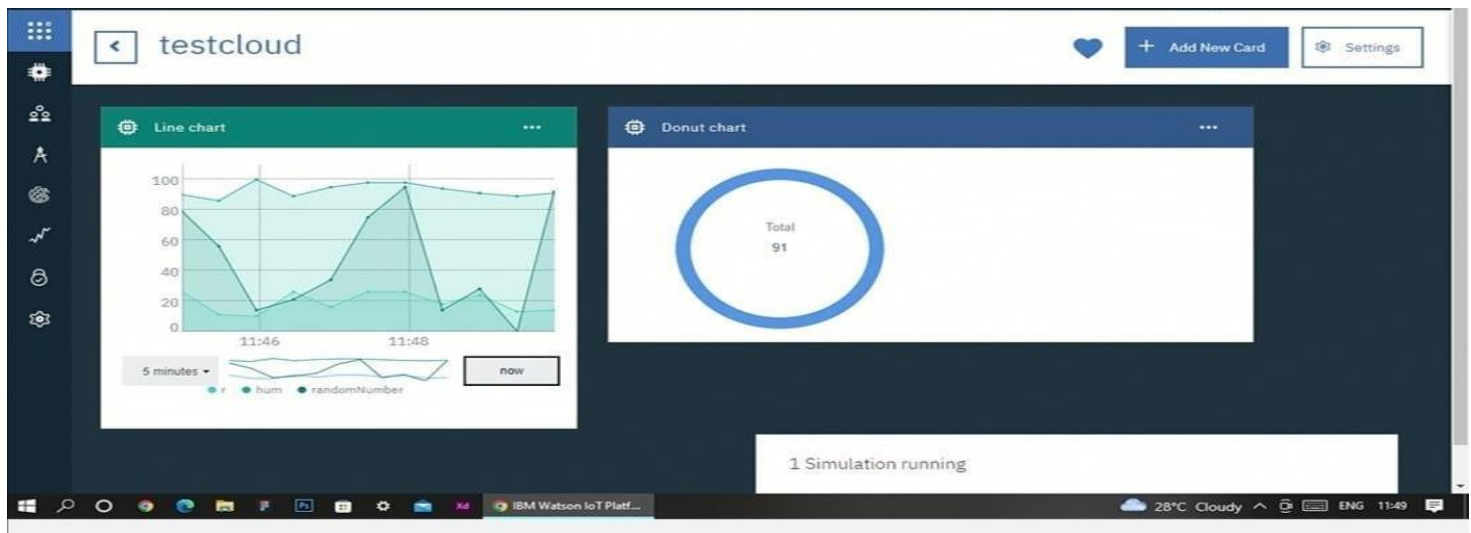 testcloud
+ Add New Card
Settings
Line chart
...
Donut chart
...
100
80
60
40
20
0
11:46
11:48
5 minutes
now
r hum randomNumber
Total
91
1 Simulation running
IBM Watson IoT Platf...
28°C Cloudy
ENG
11:49